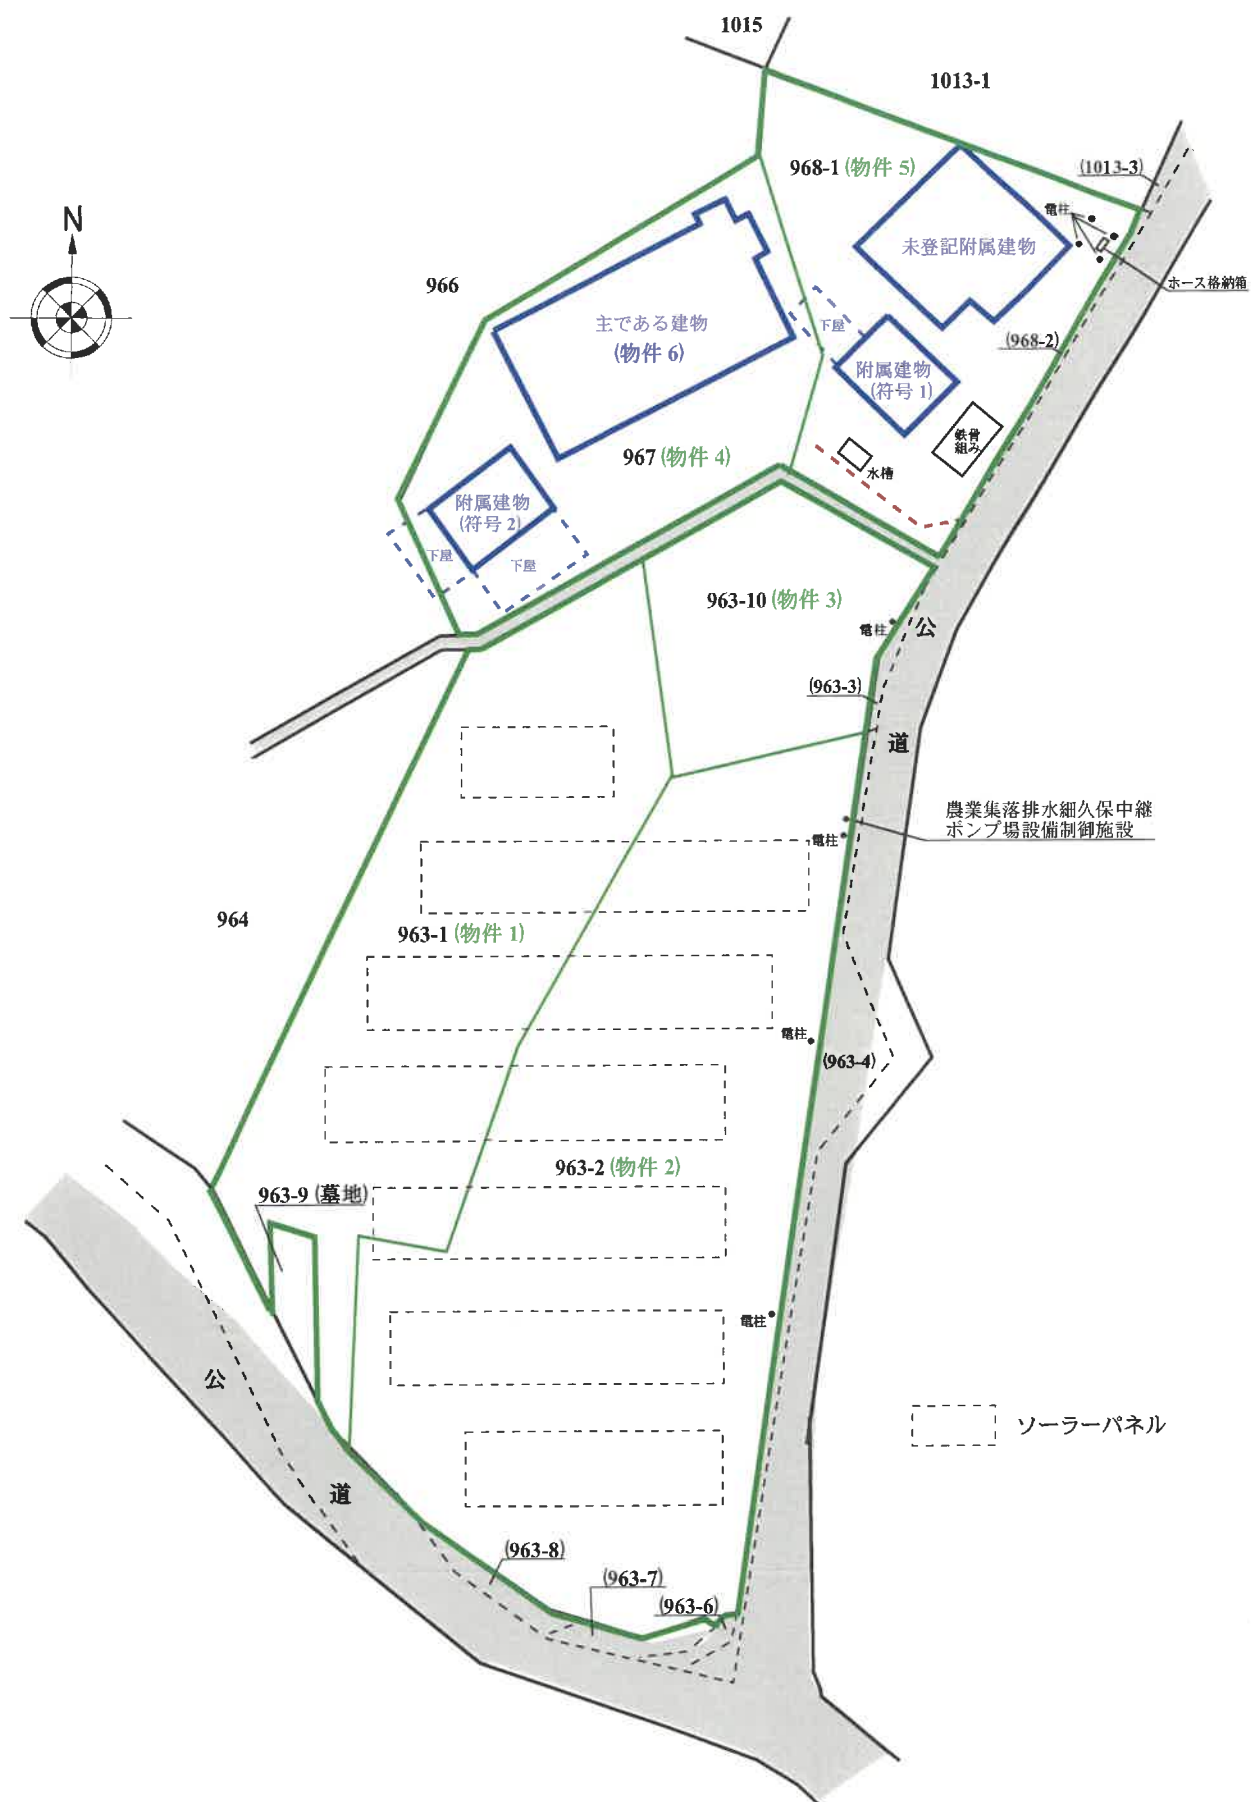 1015
1013-1
968-1 (物件 5)
(1013-3)
電柱
N
未登記附属建物
966
ホース格納箱
主である建物
(物件 6)
下屋
(968-2)
附属建物
(符号 1)
鉄骨
組み
967 (物件 4)
水槽
附属建物
(符号 2)
下屋
下屋
963-10 (物件 3)
電柱
公
(963-3)
道
農業集落排水細久保中継
ポンプ場設備制御施設
電柱
964
963-1 (物件 1)
電柱
(963-4)
963-2 (物件 2)
963-9 (墓地)
電柱
公
ソーラーパネル
道
(963-8)
(963-7)
(963-6)